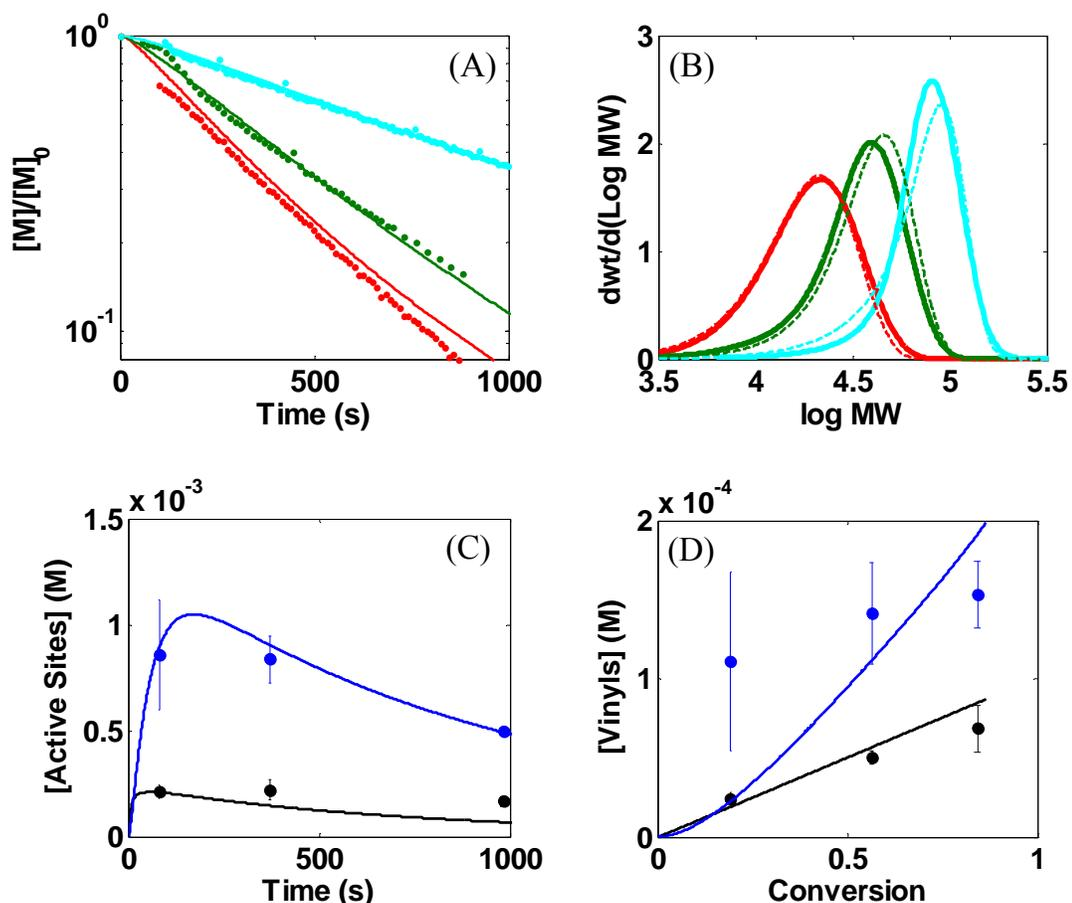 (A)
[M]/[M]0
10^0
10^-1
0
500
1000
Time (s)
(B)
dwt/d(Log MW)
3
2
1
0
3.5
4
4.5
5
5.5
log MW
(C)
x 10^-3
[Active Sites] (M)
1.5
1
0.5
0
0
500
1000
Time (s)
(D)
x 10^-4
[Vinyls] (M)
2
1
0
0
0.5
1
Conversion